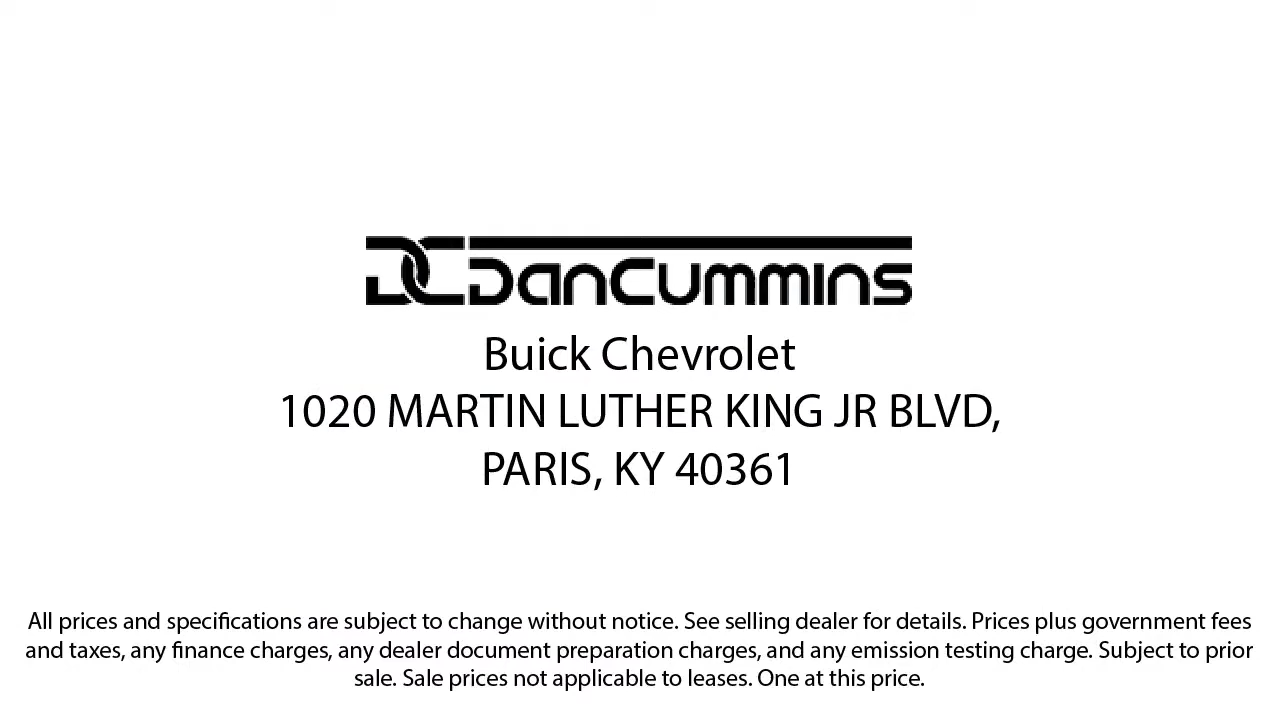 DC DanCummins
Buick Chevrolet
1020 MARTIN LUTHER KING JR BLVD,
PARIS, KY 40361
All prices and specifications are subject to change without notice. See selling dealer for details. Prices plus government fees
and taxes, any finance charges, any dealer document preparation charges, and any emission testing charge. Subject to prior
sale. Sale prices not applicable to leases. One at this price.